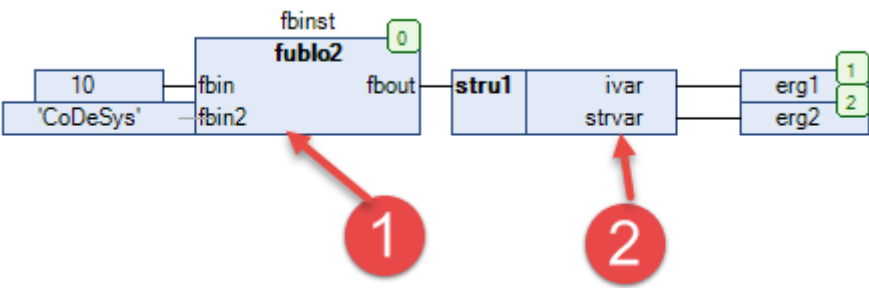 fbinst
fublo2
0
10
fbin
fbout
stru1
ivar
erg1
1
'CoDeSys'
fbin2
strvar
erg2
2
1
2